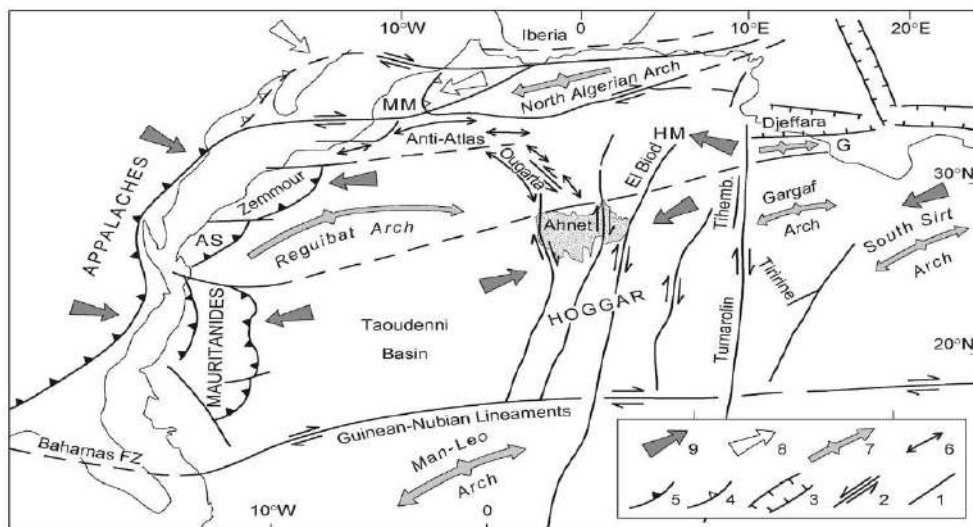 10°W
0
10°E
20°E
Iberia
MM
North Algerian Arch
Djeffara
HM
G
Anti-Atlas
Ougarta
El Biod
30°N
APPALACHES
Zemmour
Tihemb.
Gargaf
Arch
South Sirt
Arch
AS
Reguibat Arch
Ahnet
HOGGAR
Tiririne
MAURITANIDES
Taoudenni
Basin
Tumarolin
20°N
Guinean-Nubian Lineaments
Bahamas FZ
Man-Leo
Arch
9 8 7 6
5 4 3 2 1
10°W
0